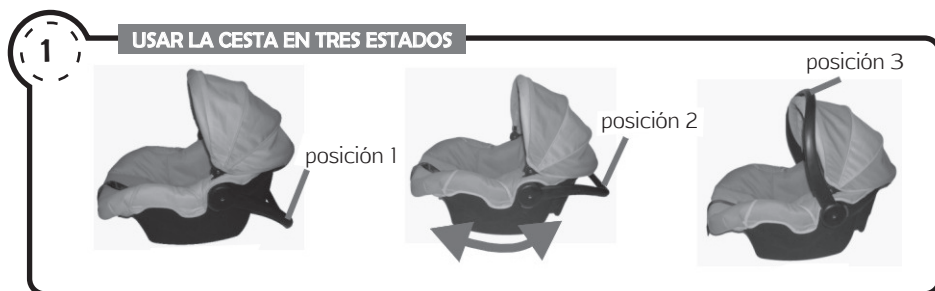 1
USAR LA CESTA EN TRES ESTADOS
posición 1
posición 2
posición 3